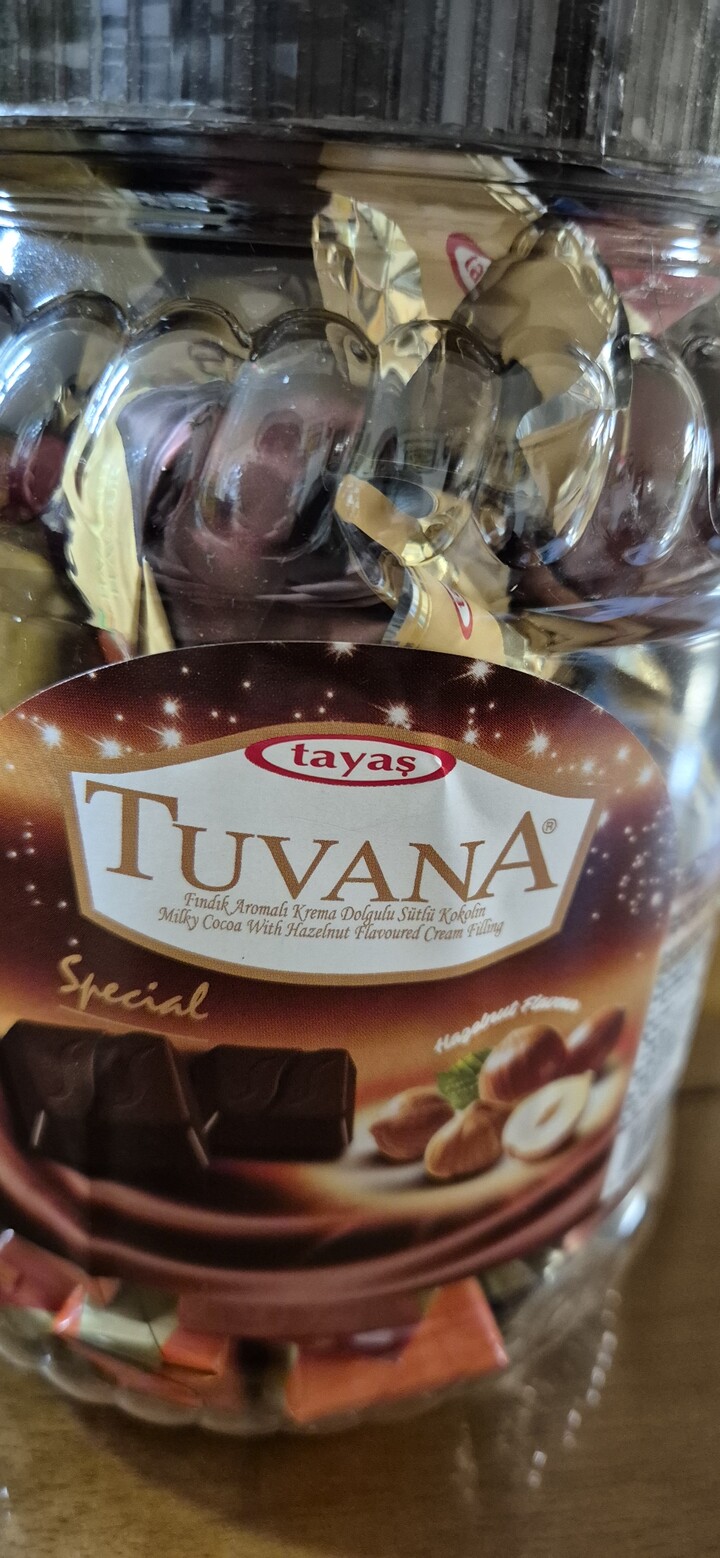 tayaş
TUVANA®
Fındık Aromalı Krema Dolgulu Sütlü Kokolin
Milky Cocoa With Hazelnut Flavoured Cream Filling
Special
Hazelnut Flavour